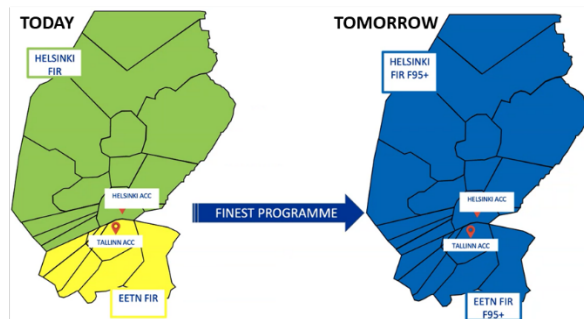 TODAY
HELSINKI
FIR
HELSINKI ACC
TALLINN ACC
EETN FIR
FINEST PROGRAMME
TOMORROW
HELSINKI
FIR F95+
HELSINKI ACC
TALLINN ACC
EETN FIR
F95+